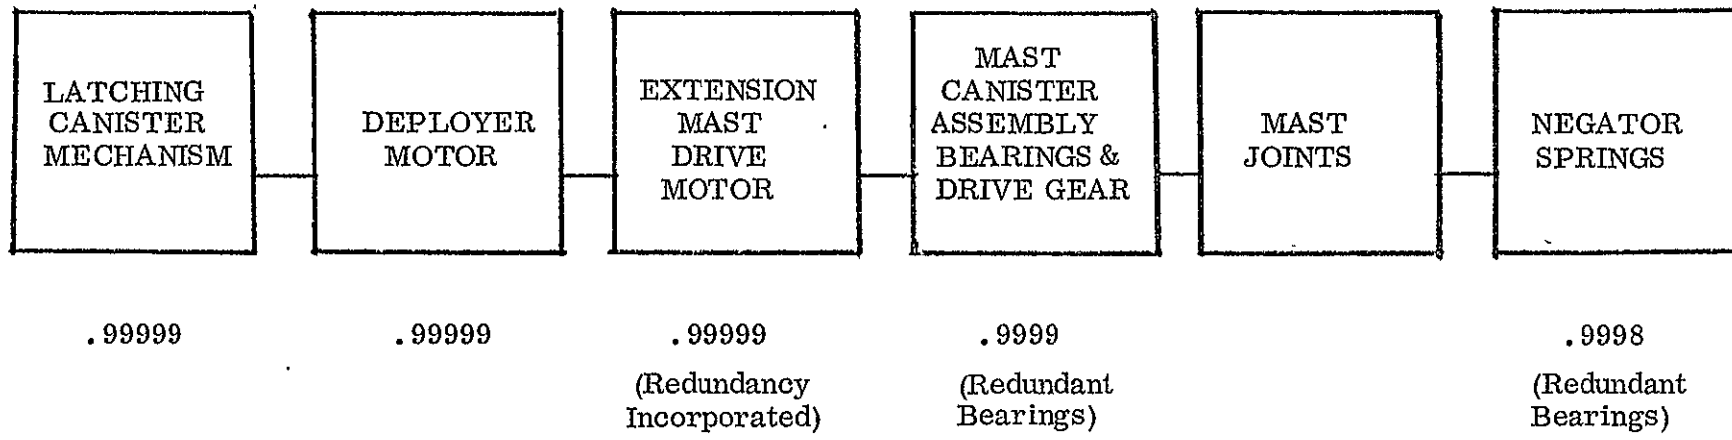 LATCHING
CANISTER
MECHANISM
DEPLOYER
MOTOR
EXTENSION
MAST
DRIVE
MOTOR
MAST
CANISTER
ASSEMBLY
BEARINGS &
DRIVE GEAR
MAST
JOINTS
NEGATOR
SPRINGS
.99999
.99999
.99999
(Redundancy
Incorporated)
.9999
(Redundant
Bearings)
.9998
(Redundant
Bearings)